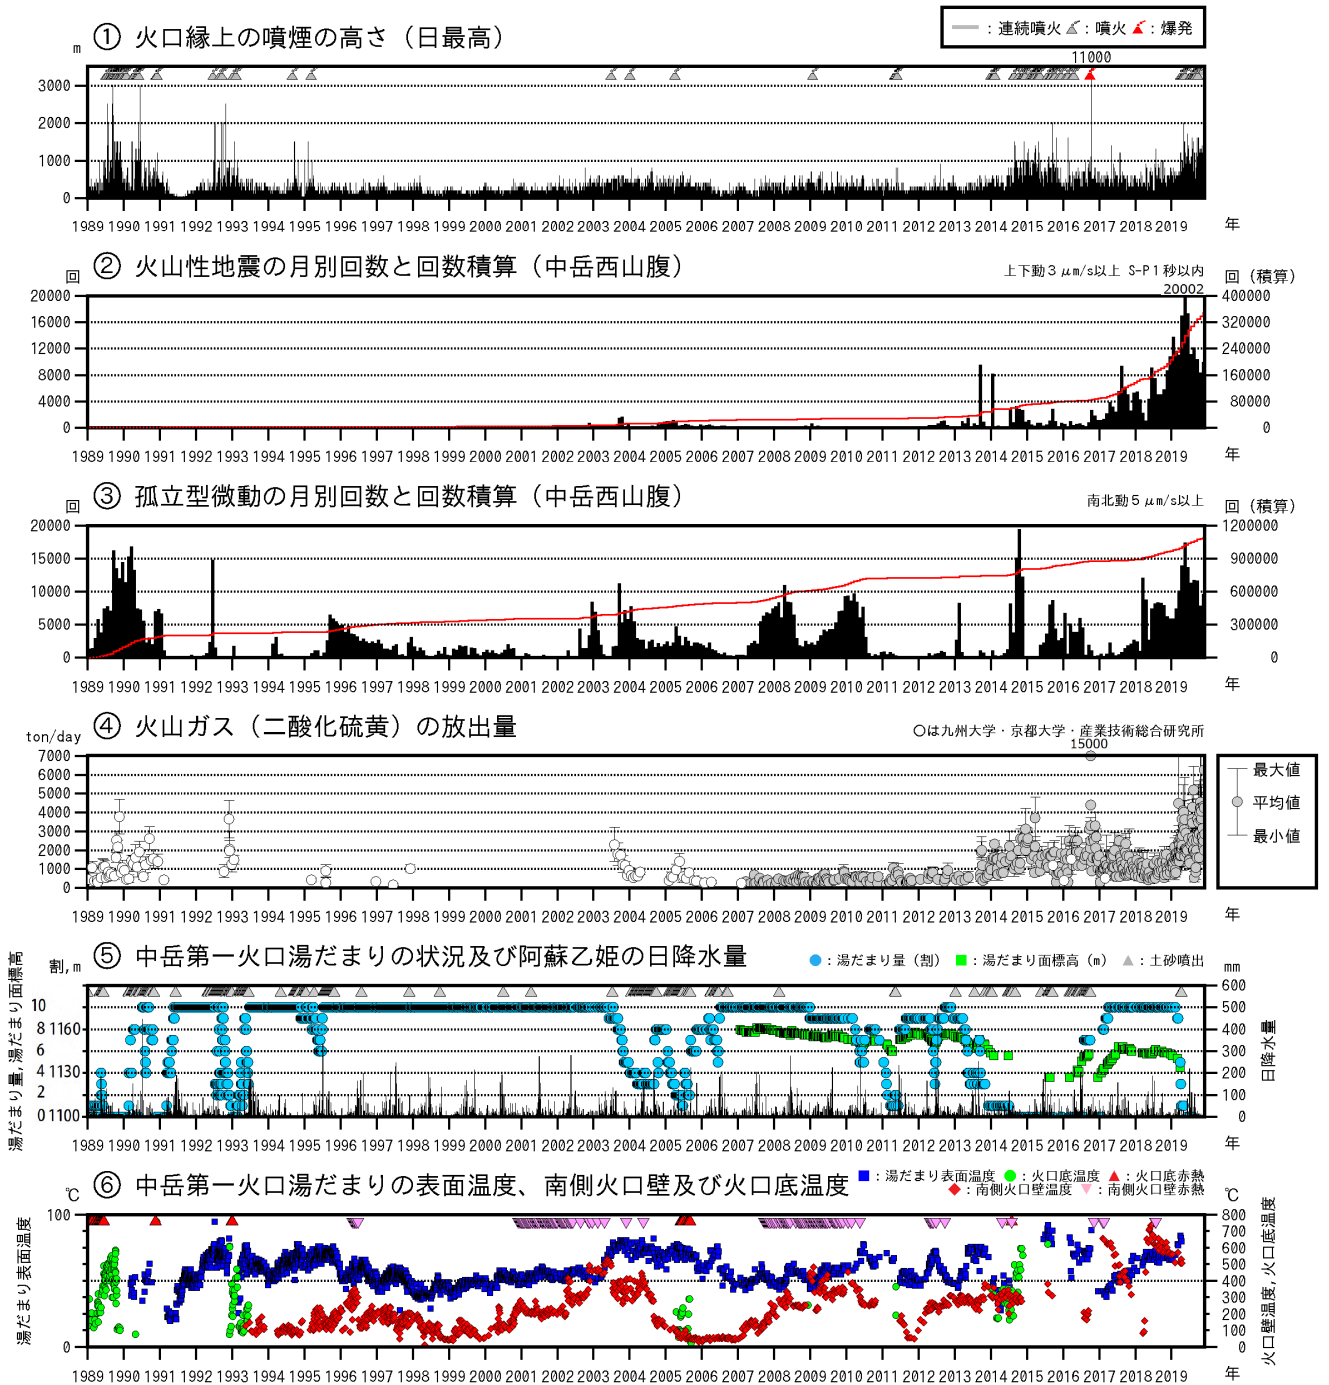 ① 火口縁上の噴煙の高さ（日最高）
：連続噴火 ：噴火 ：爆発
m
11000
3000
2000
1000
0
1989 1990 1991 1992 1993 1994 1995 1996 1997 1998 1999 2000 2001 2002 2003 2004 2005 2006 2007 2008 2009 2010 2011 2012 2013 2014 2015 2016 2017 2018 2019 年
② 火山性地震の月別回数と回数積算（中岳西山腹）
上下動３μm/s以上 S-P１秒以内
回 回（積算）
20002
20000 400000
16000 320000
12000 240000
8000 160000
4000 80000
0 0
1989 1990 1991 1992 1993 1994 1995 1996 1997 1998 1999 2000 2001 2002 2003 2004 2005 2006 2007 2008 2009 2010 2011 2012 2013 2014 2015 2016 2017 2018 2019 年
③ 孤立型微動の月別回数と回数積算（中岳西山腹）
南北動５μm/s以上
回 回（積算）
20000 1200000
15000 900000
10000 600000
5000 300000
0 0
1989 1990 1991 1992 1993 1994 1995 1996 1997 1998 1999 2000 2001 2002 2003 2004 2005 2006 2007 2008 2009 2010 2011 2012 2013 2014 2015 2016 2017 2018 2019 年
④ 火山ガス（二酸化硫黄）の放出量
○は九州大学・京都大学・産業技術総合研究所
ton/day
15000
7000
6000
5000
4000
3000
2000
1000
0
最大値
平均値
最小値
1989 1990 1991 1992 1993 1994 1995 1996 1997 1998 1999 2000 2001 2002 2003 2004 2005 2006 2007 2008 2009 2010 2011 2012 2013 2014 2015 2016 2017 2018 2019 年
⑤ 中岳第一火口湯だまりの状況及び阿蘇乙姫の日降水量
：湯だまり量（割） ：湯だまり面標高（m） ：土砂噴出
割,m mm
湯だまり量,湯だまり面標高
日降水量
600
10 500
8 1160 400
6 300
4 1130 200
2 100
0 1100 0
1989 1990 1991 1992 1993 1994 1995 1996 1997 1998 1999 2000 2001 2002 2003 2004 2005 2006 2007 2008 2009 2010 2011 2012 2013 2014 2015 2016 2017 2018 2019 年
⑥ 中岳第一火口湯だまりの表面温度、南側火口壁及び火口底温度
：湯だまり表面温度 ：火口底温度 ：火口底赤熱
：南側火口壁温度 ：南側火口壁赤熱
℃ ℃
湯だまり表面温度
火口壁温度,火口底温度
100 800
700
600
500
50 400
300
200
100
0 0
1989 1990 1991 1992 1993 1994 1995 1996 1997 1998 1999 2000 2001 2002 2003 2004 2005 2006 2007 2008 2009 2010 2011 2012 2013 2014 2015 2016 2017 2018 2019 年